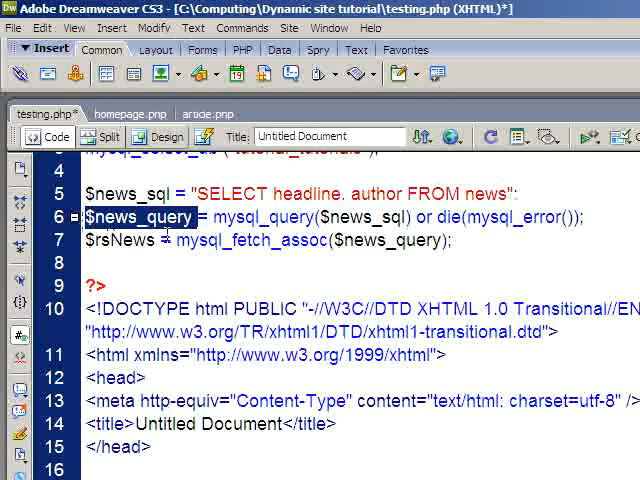 Adobe Dreamweaver CS3 - [C:\Computing\Dynamic site tutorial\testing.php (XHTML)*]
File Edit View Insert Modify Text Commands Site Window Help
Insert Common Layout Forms PHP Data Spry Text Favorites
testing.php* homepage.php article.php
Code Split Design Title: Untitled Document
3 mysql_select_db ("tutorial_tutorials");
4
5 $news_sql = "SELECT headline. author FROM news":
6 $news_query = mysql_query($news_sql) or die(mysql_error());
7 $rsNews = mysql_fetch_assoc($news_query);
8
9 ?>
10 <!DOCTYPE html PUBLIC "-//W3C//DTD XHTML 1.0 Transitional//EN
"http://www.w3.org/TR/xhtml1/DTD/xhtml1-transitional.dtd">
11 <html xmlns="http://www.w3.org/1999/xhtml">
12 <head>
13 <meta http-equiv="Content-Type" content="text/html; charset=utf-8" />
14 <title>Untitled Document</title>
15 </head>
16